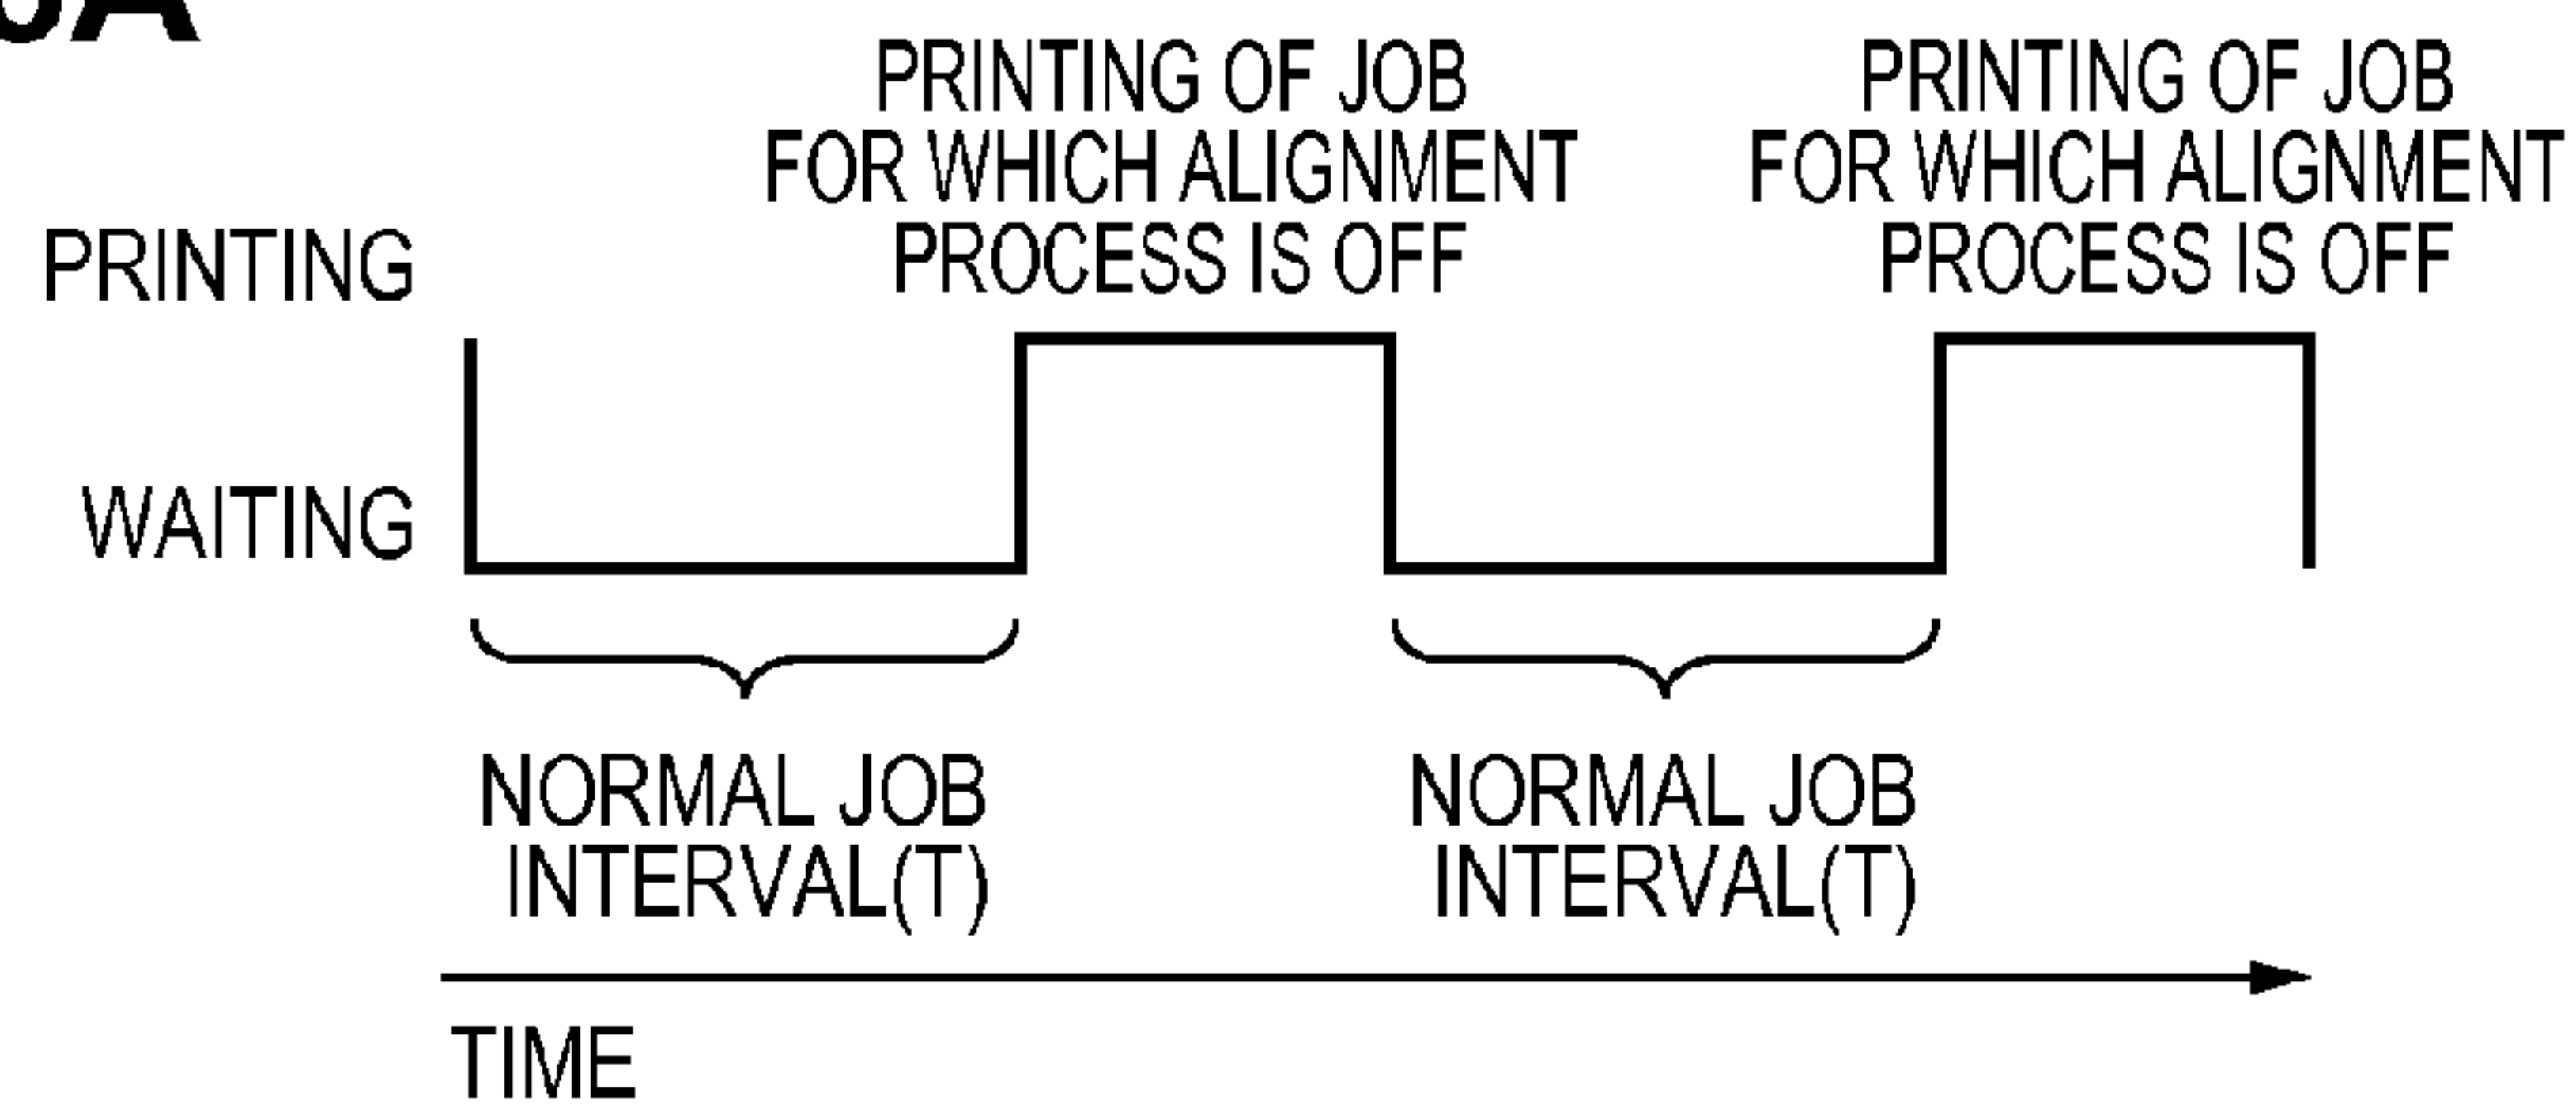 PRINTING OF JOB
FOR WHICH ALIGNMENT
PROCESS IS OFF
PRINTING OF JOB
FOR WHICH ALIGNMENT
PROCESS IS OFF
PRINTING
WAITING
NORMAL JOB
INTERVAL(T)
NORMAL JOB
INTERVAL(T)
TIME